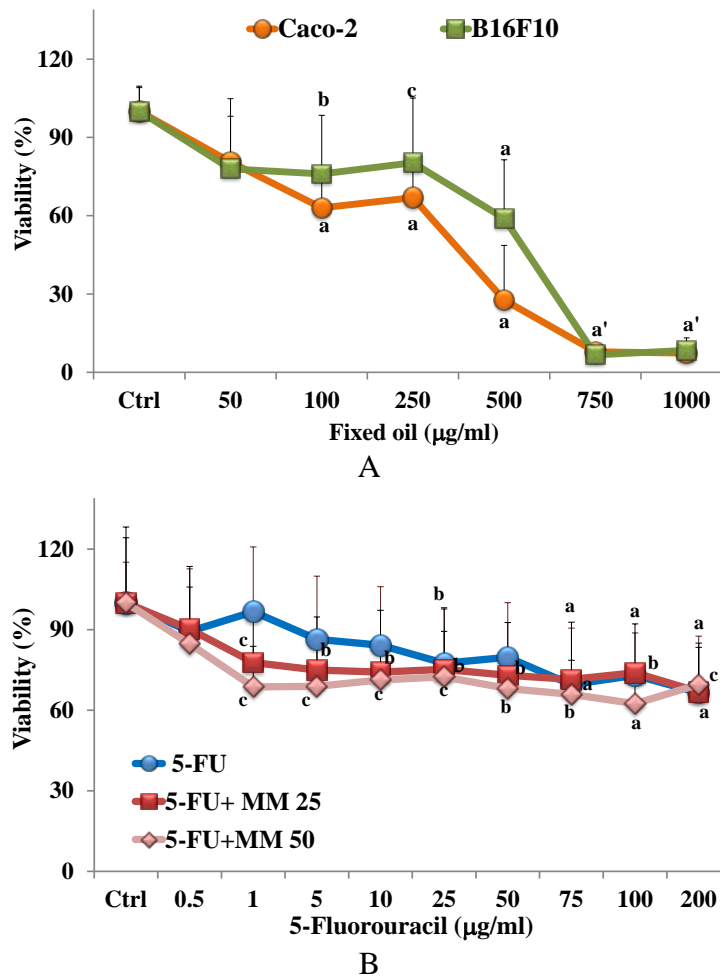 Caco-2 B16F10
120
90
60
30
0
Viability (%)
b c a a' a'
a a a
Ctrl 50 100 250 500 750 1000
Fixed oil (µg/ml)
A
120
90
60
30
0
Viability (%)
b a a a
c b b b b a b c
c c c c b b a a
5-FU
5-FU+ MM 25
5-FU+MM 50
Ctrl 0.5 1 5 10 25 50 75 100 200
5-Fluorouracil (µg/ml)
B